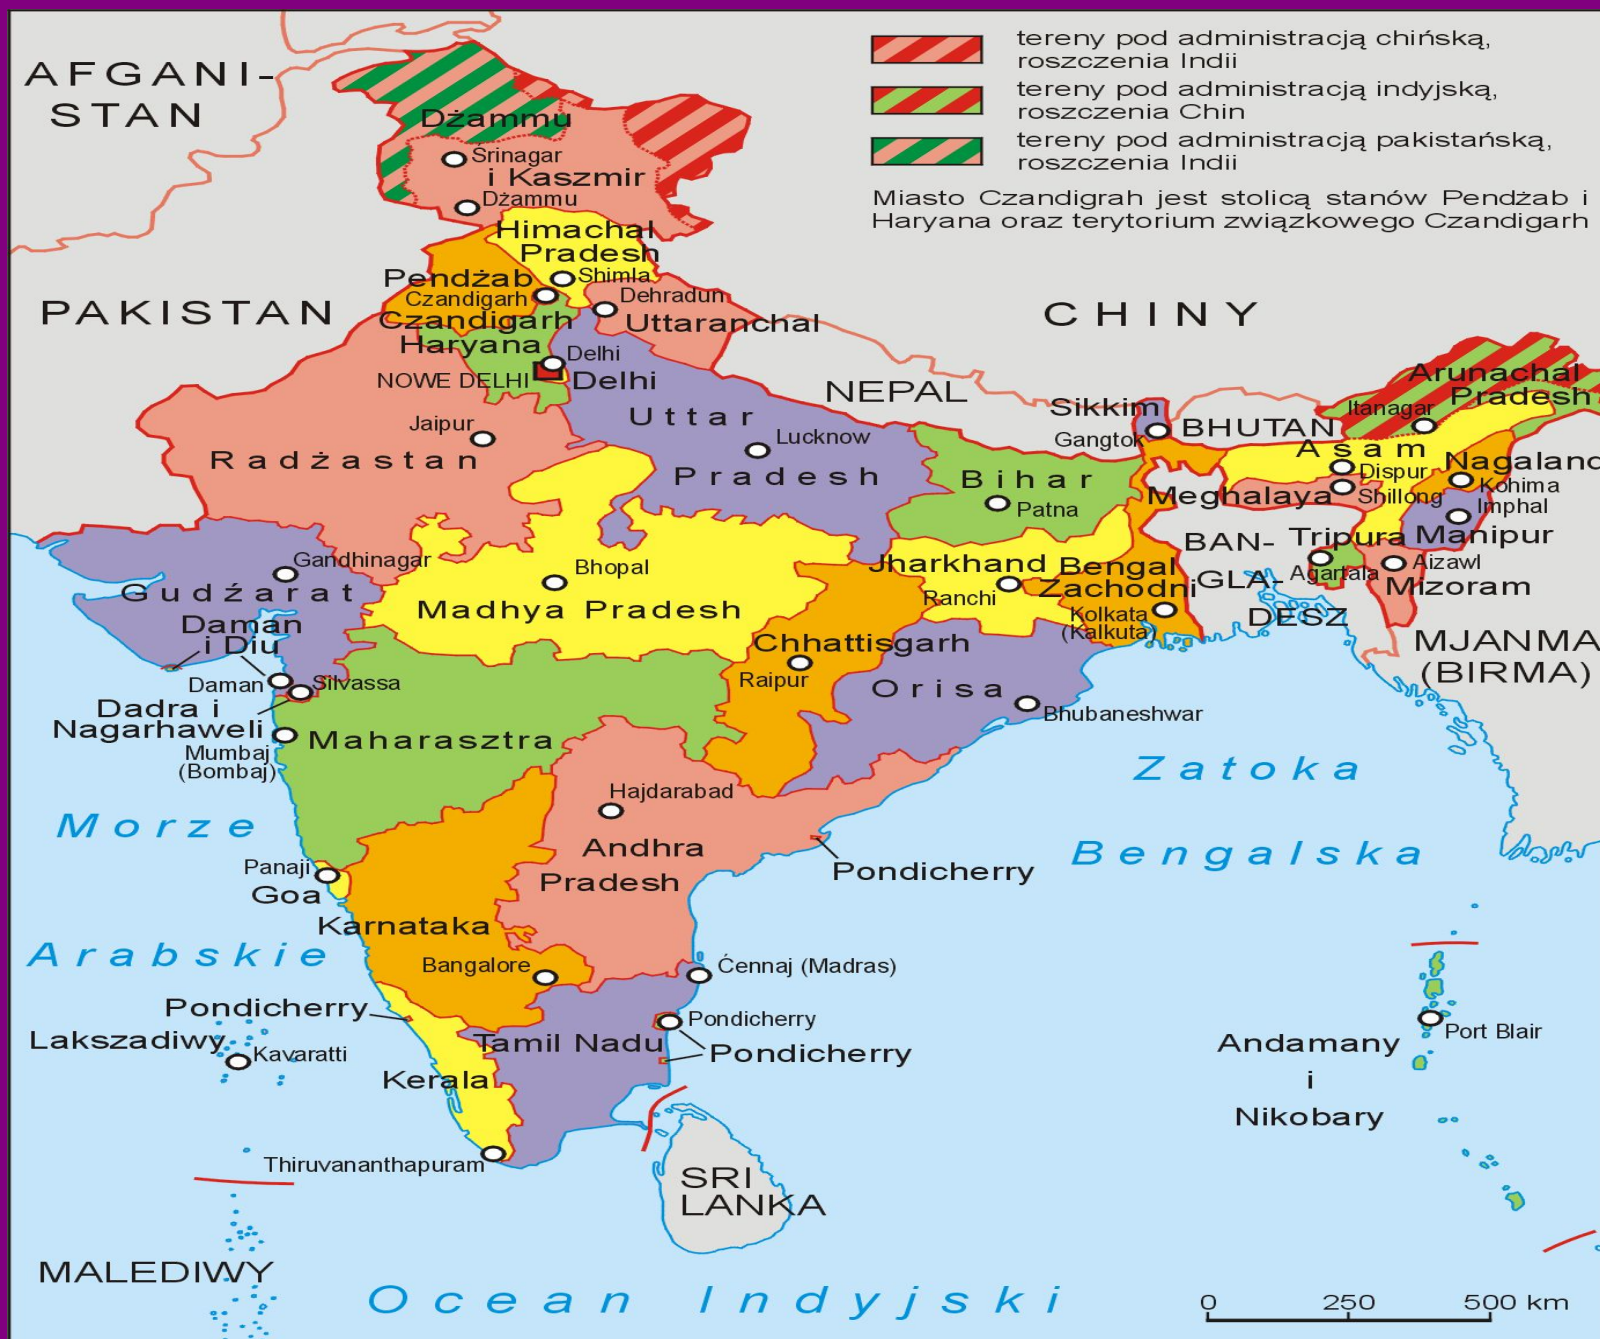 AFGANI-
STAN
tereny pod administracją chińską,
roszczenia Indii
tereny pod administracją indyjską,
roszczenia Chin
tereny pod administracją pakistańską,
roszczenia Indii
Miasto Czandigrah jest stolicą stanów Pendżab i
Haryana oraz terytorium związkowego Czandigarh
Dżammu
Śrinagar
i Kaszmir
Dżammu
Himachal
Pradesh
Shimla
Pendżab
Czandigarh
Czandigarh
Dehradun
Uttaranchal
PAKISTAN
CHINY
Haryana
Delhi
NOWE DELHI
Delhi
NEPAL
Arunachal
Pradesh
Itanagar
Sikkim
Gangtok
BHUTAN
Uttar
Pradesh
Lucknow
Jaipur
Radżastan
Bihar
Patna
Asam
Dispur
Nagaland
Kohima
Meghalaya
Shillong
Imphal
Manipur
BAN-
GLA-
DESZ
Tripura
Agartala
Aizawl
Mizoram
Gandhinagar
Gudźarat
Bhopal
Madhya Pradesh
Jharkhand
Ranchi
Bengal
Zachodni
Kolkata
(Kalkuta)
MJANMA
(BIRMA)
Daman
i Diu
Daman
Silvassa
Dadra i
Nagarhaweli
Mumbaj
(Bombaj)
Chhattisgarh
Raipur
Orisa
Bhubaneshwar
Maharasztra
Zatoka
Bengalska
Hajdarabad
Andhra
Pradesh
Pondicherry
Morze
Arabskie
Panaji
Goa
Karnataka
Bangalore
Ćennaj (Madras)
Pondicherry
Lakszadiwy
Kavaratti
Tamil Nadu
Pondicherry
Pondicherry
Kerala
Thiruvananthapuram
Port Blair
Andamany
i
Nikobary
SRI
LANKA
MALEDIWY
Ocean Indyjski
0 250 500 km